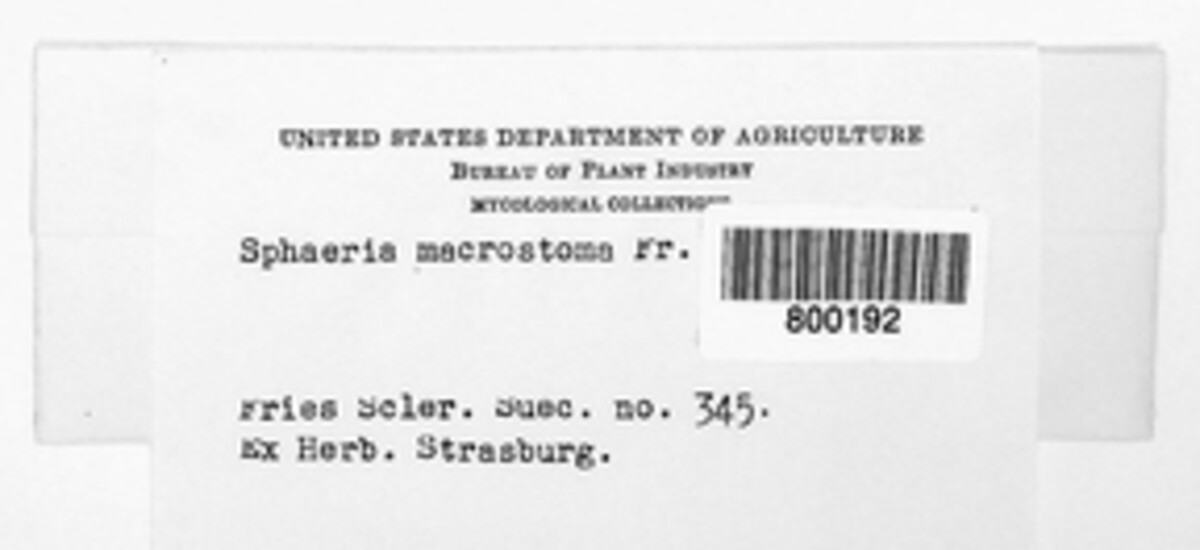 UNITED STATES DEPARTMENT OF AGRICULTURE
BUREAU OF PLANT INDUSTRY
MYCOLOGICAL COLLECTIONS
Sphaeria macrostoma Fr.
800192
Fries Scler. Suec. no. 345.
Ex Herb. Strasburg.